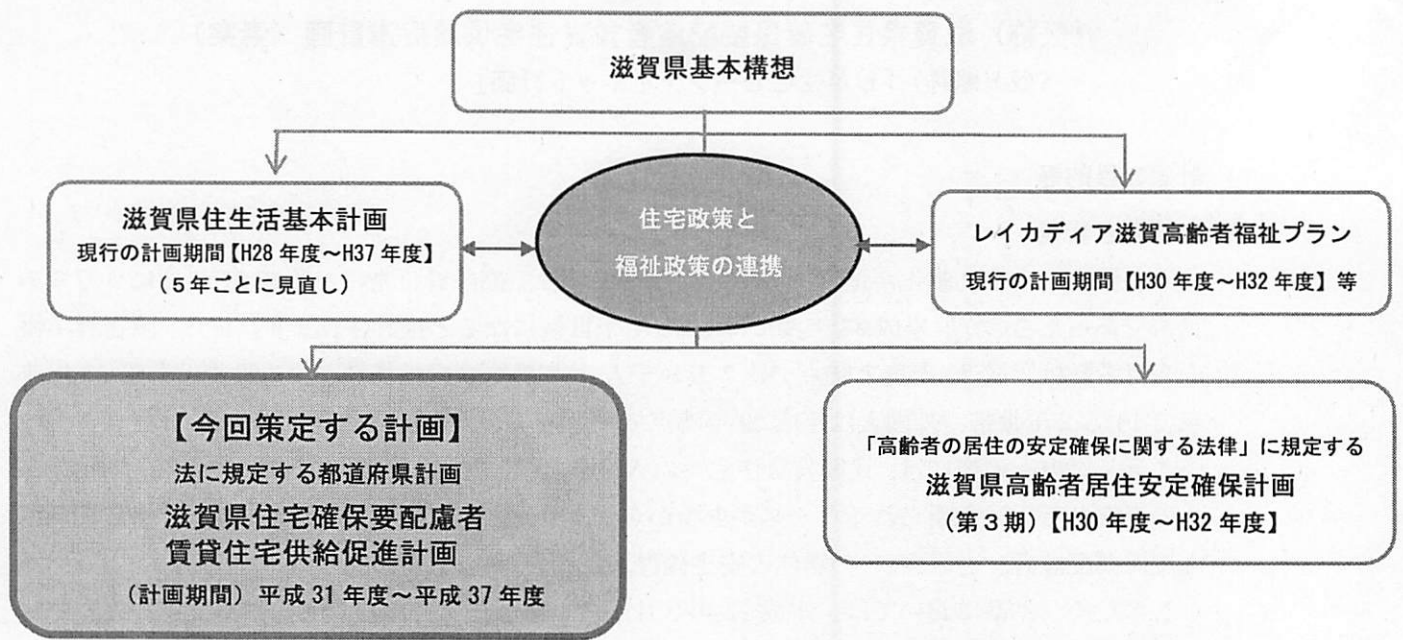 滋賀県基本構想
滋賀県住生活基本計画
現行の計画期間【H28 年度～H37 年度】
（５年ごとに見直し）
住宅政策と
福祉政策の連携
レイカディア滋賀高齢者福祉プラン
現行の計画期間【H30 年度～H32 年度】等
【今回策定する計画】
法に規定する都道府県計画
滋賀県住宅確保要配慮者
賃貸住宅供給促進計画
（計画期間）平成 31 年度～平成 37 年度
「高齢者の居住の安定確保に関する法律」に規定する
滋賀県高齢者居住安定確保計画
（第３期）【H30 年度～H32 年度】